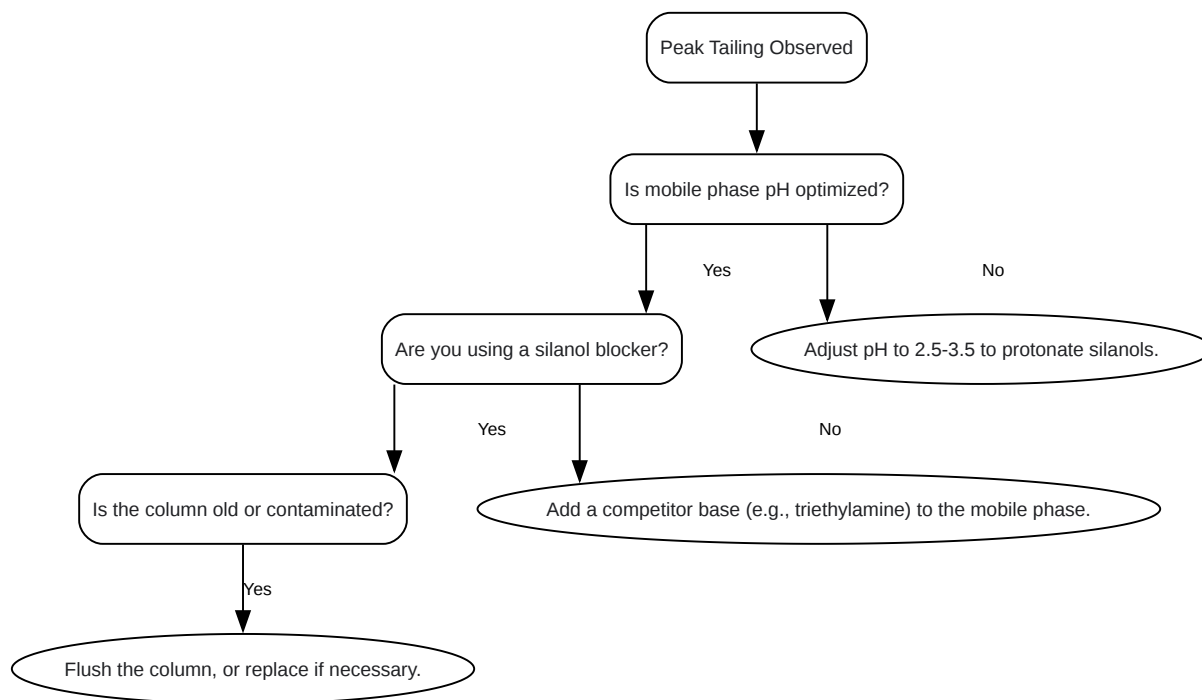 Peak Tailing Observed
Is mobile phase pH optimized?
Yes
No
Are you using a silanol blocker?
Adjust pH to 2.5-3.5 to protonate silanols.
Yes
No
Is the column old or contaminated?
Add a competitor base (e.g., triethylamine) to the mobile phase.
Yes
Flush the column, or replace if necessary.